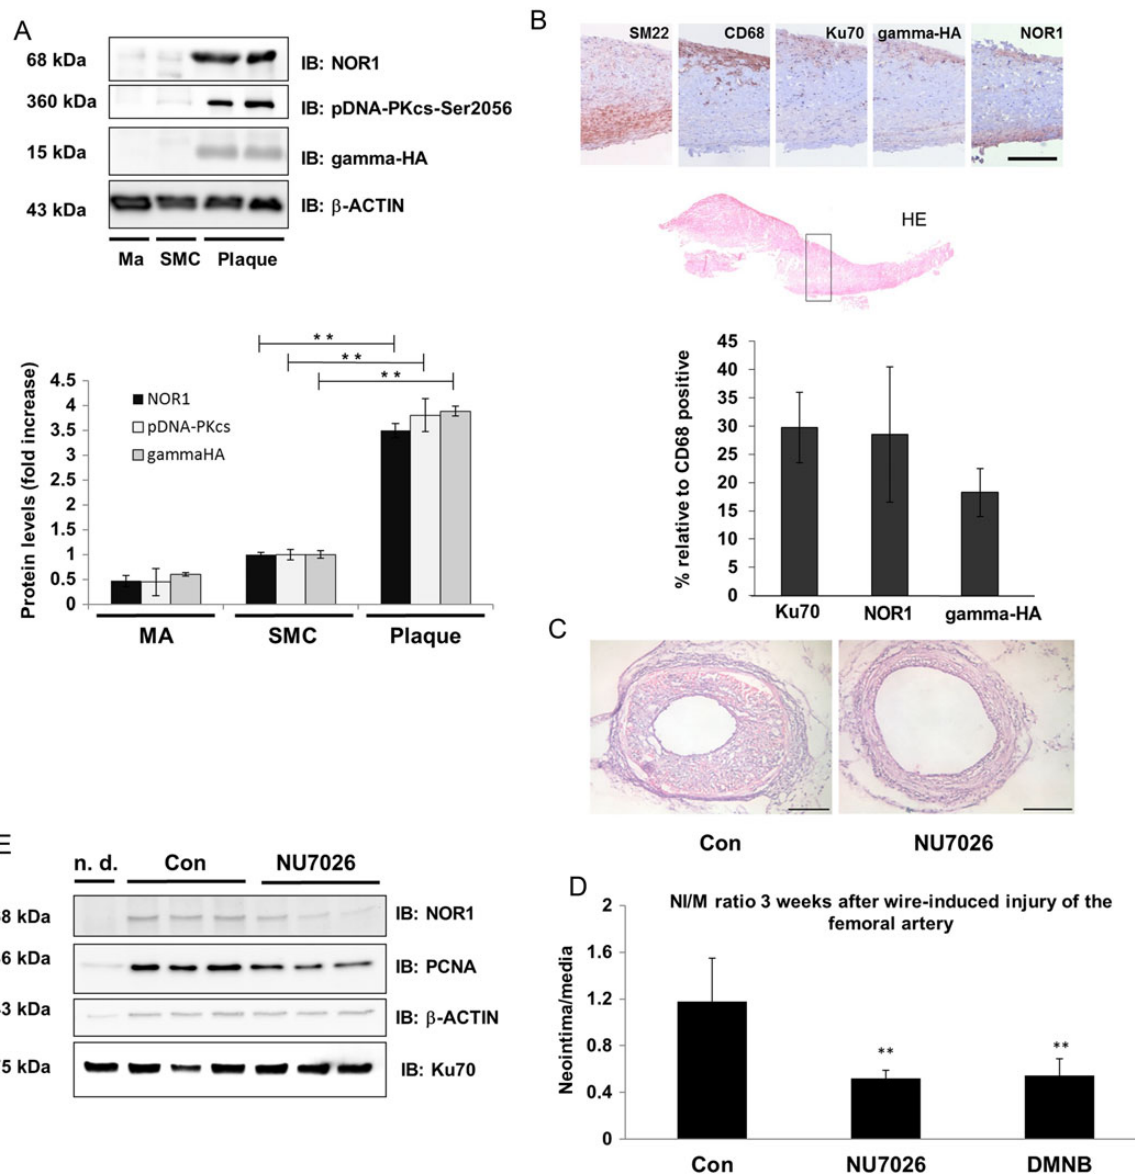 A
68 kDa
IB: NOR1
360 kDa
IB: pDNA-PKcs-Ser2056
15 kDa
IB: gamma-HA
43 kDa
IB: β-ACTIN
Ma SMC Plaque
** 
**
**
Protein levels (fold increase)
4.5
4
3.5
3
2.5
2
1.5
1
0.5
0
NOR1
pDNA-PKcs
gammaHA
MA SMC Plaque
B
SM22 CD68 Ku70 gamma-HA NOR1
HE
% relative to CD68 positive
45
40
35
30
25
20
15
10
5
0
Ku70 NOR1 gamma-HA
C
Con NU7026
D
NI/M ratio 3 weeks after wire-induced injury of the
femoral artery
Neointima/media
2
1.6
1.2
0.8
0.4
0
**
**
Con NU7026 DMNB
E
n. d. Con NU7026
8 kDa
IB: NOR1
6 kDa
IB: PCNA
3 kDa
IB: β-ACTIN
5 kDa
IB: Ku70